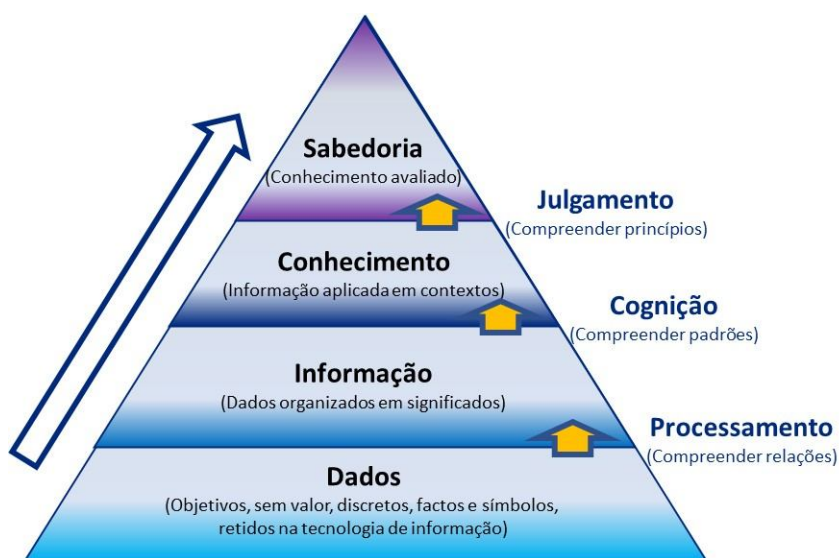 Sabedoria
(Conhecimento avaliado)
Julgamento
(Compreender princípios)
Conhecimento
(Informação aplicada em contextos)
Cognição
(Compreender padrões)
Informação
(Dados organizados em significados)
Processamento
(Compreender relações)
Dados
(Objetivos, sem valor, discretos, factos e símbolos,
retidos na tecnologia de informação)